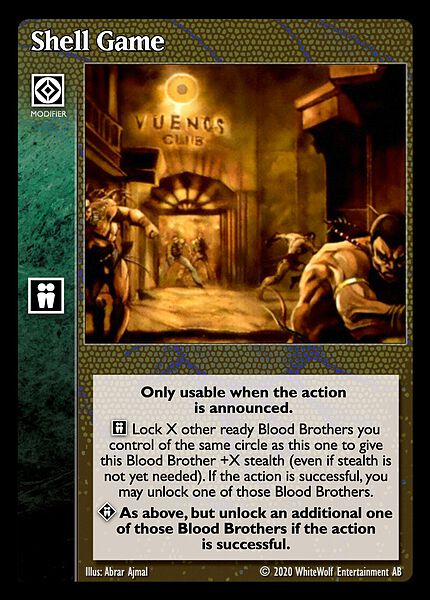 Shell Game
MODIFIER
VUENOS
CLUB
Only usable when the action
is announced.
Lock X other ready Blood Brothers you
control of the same circle as this one to give
this Blood Brother +X stealth (even if stealth is
not yet needed). If the action is successful, you
may unlock one of those Blood Brothers.
As above, but unlock an additional one
of those Blood Brothers if the action
is successful.
Illus: Abrar Ajmal
© 2020 WhiteWolf Entertainment AB